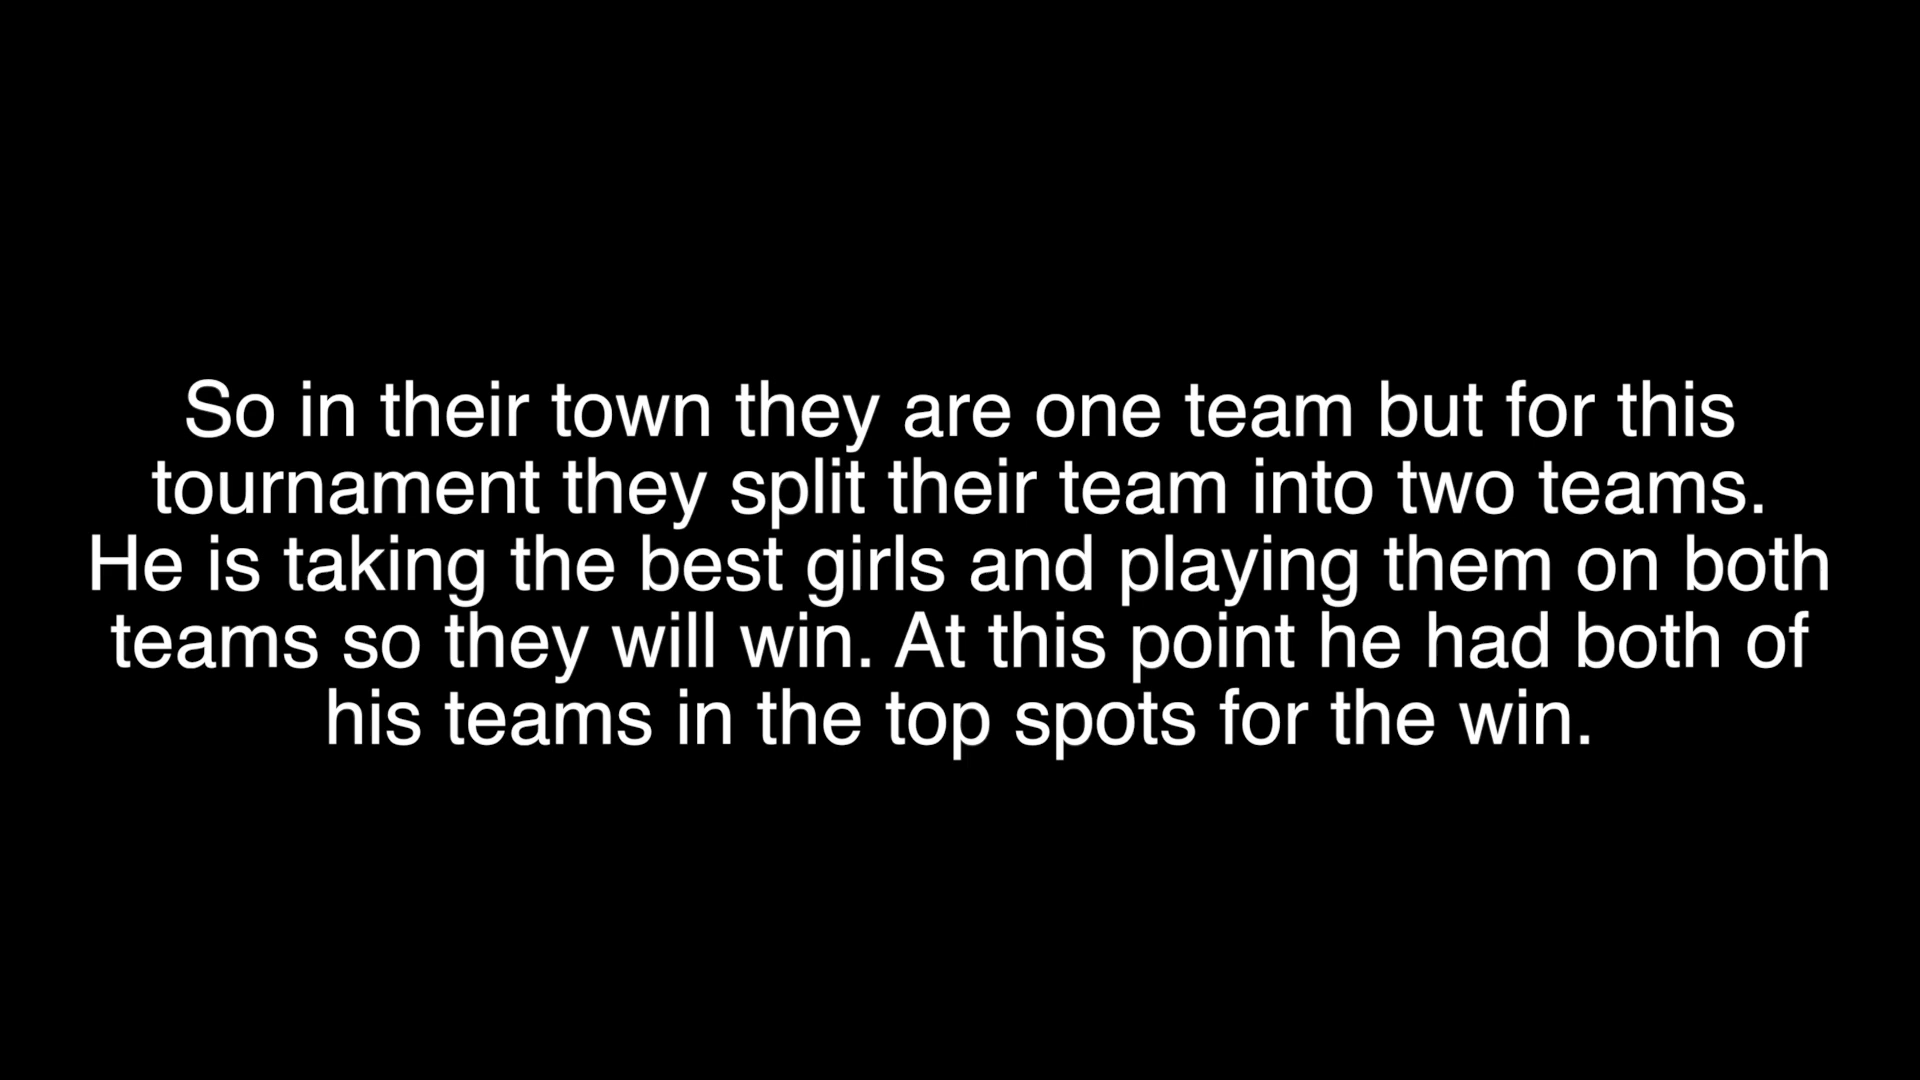 So in their town they are one team but for this
tournament they split their team into two teams.
He is taking the best girls and playing them on both
teams so they will win. At this point he had both of
his teams in the top spots for the win.